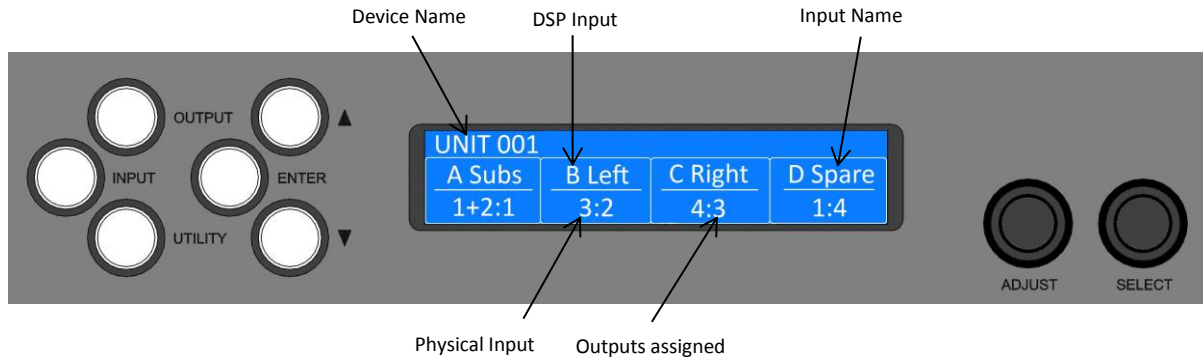 Device Name
DSP Input
Input Name
OUTPUT
▲
INPUT
ENTER
UTILITY
▼
UNIT 001
A Subs
B Left
C Right
D Spare
1+2:1
3:2
4:3
1:4
ADJUST
SELECT
Physical Input
Outputs assigned